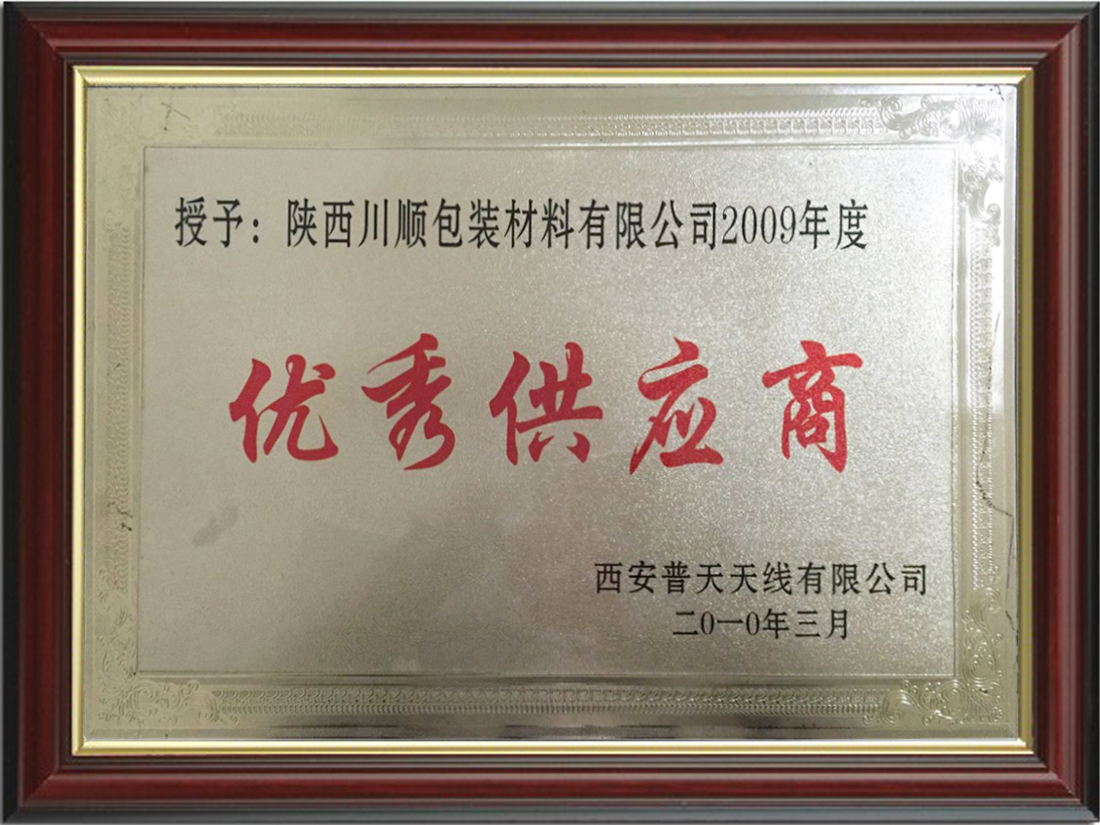 授予：陕西川顺包装材料有限公司2009年度
优秀供应商
西安普天天线有限公司
二0一0年三月